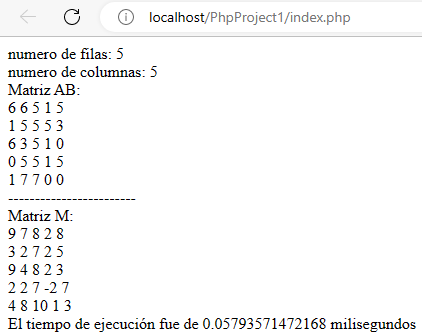 localhost/PhpProject1/index.php
numero de filas: 5
numero de columnas: 5
Matriz AB:
6 6 5 1 5
1 5 5 5 3
6 3 5 1 0
0 5 5 1 5
1 7 7 0 0
------------------------
Matriz M:
9 7 8 2 8
3 2 7 2 5
9 4 8 2 3
2 2 7 -2 7
4 8 10 1 3
El tiempo de ejecución fue de 0.05793571472168 milisegundos